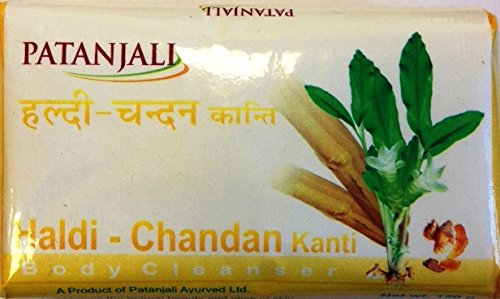 PATANJALI
PATANJALI
हल्दी - चन्दन कान्ति
Haldi - Chandan Kanti
Body Cleanser
A Product of Patanjali Ayurved Ltd.